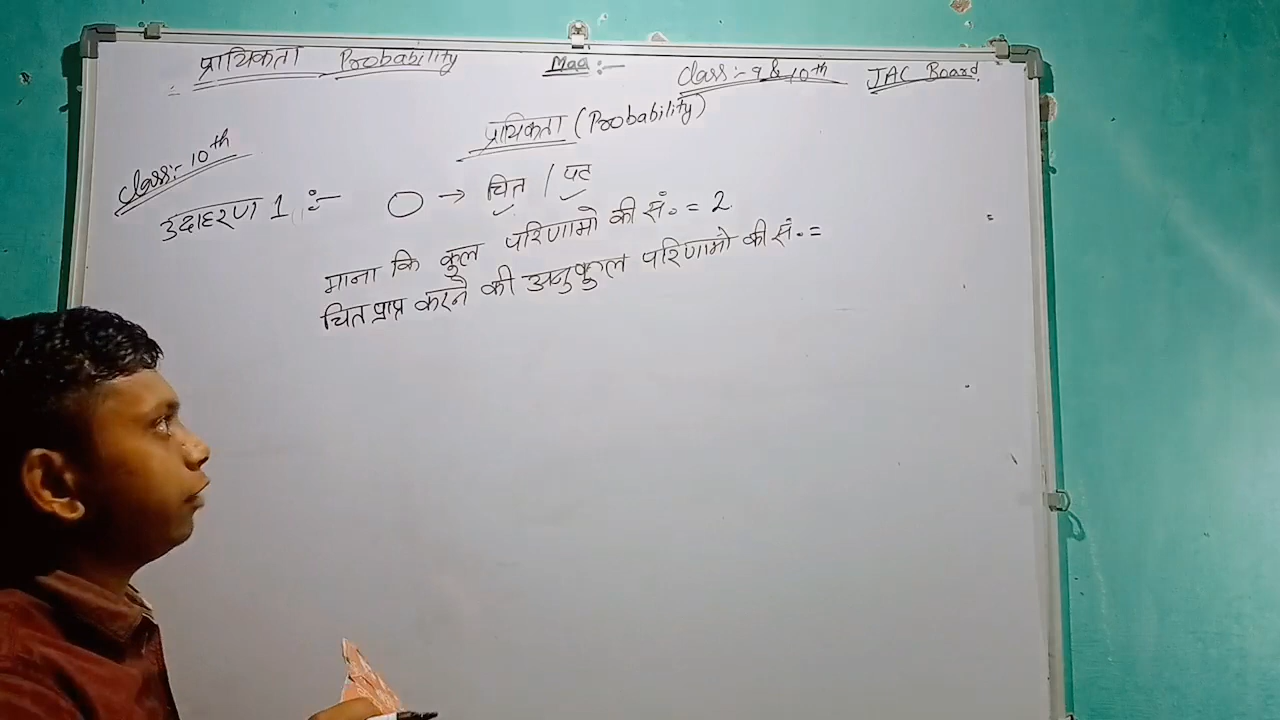 प्रायिकता Probability Maa :- Class :- 9 & 10th JAC Board
प्रायिकता (Probability)
Class:- 10th
उदाहरण 1 :- ○ → चित / पट
माना कि कुल परिणामो की सं० = 2
चित प्राप्त करने की अनुकुल परिणामो की सं० =